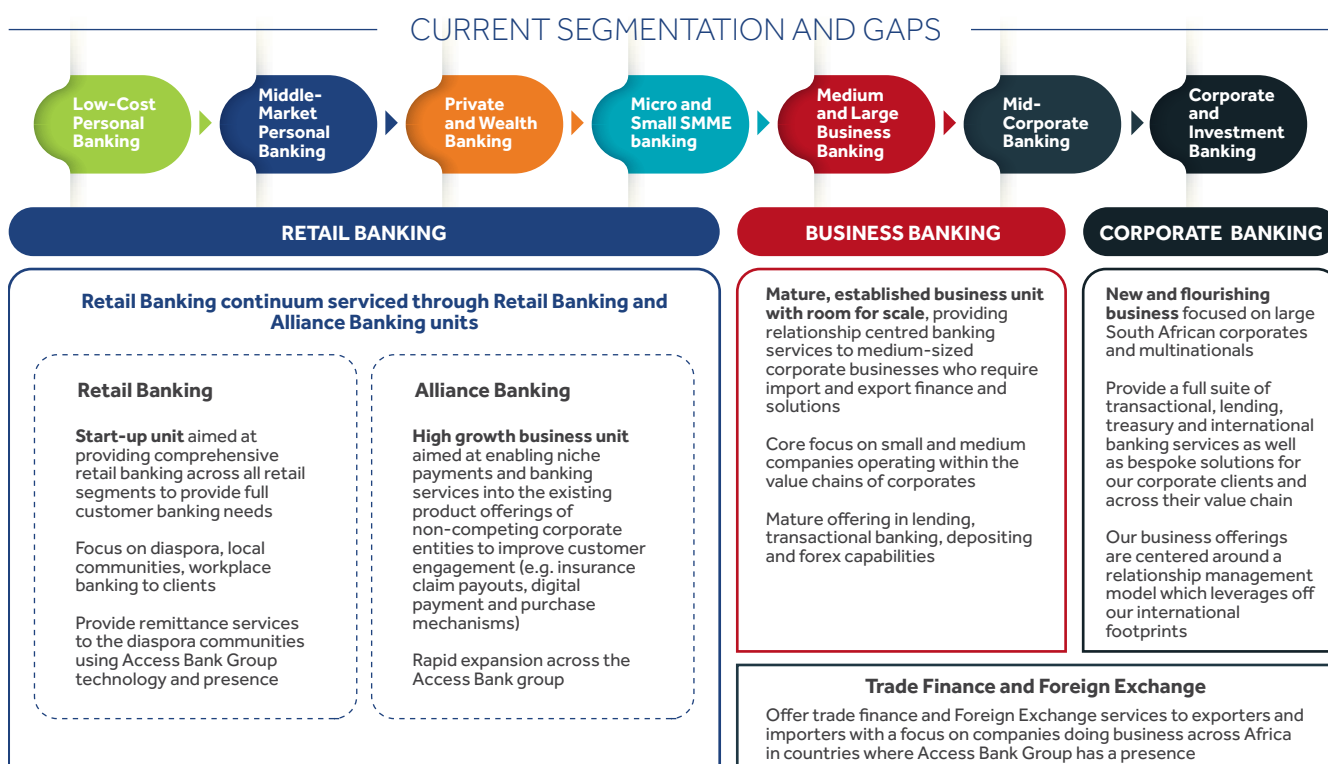 CURRENT SEGMENTATION AND GAPS
Low-Cost
Personal
Banking
Middle-
Market
Personal
Banking
Private
and Wealth
Banking
Micro and
Small SMME
banking
Medium
and Large
Business
Banking
Mid-
Corporate
Banking
Corporate
and
Investment
Banking
RETAIL BANKING
Retail Banking continuum serviced through Retail Banking and
Alliance Banking units
Retail Banking
Start-up unit aimed at
providing comprehensive
retail banking across all retail
segments to provide full
customer banking needs
Focus on diaspora, local
communities, workplace
banking to clients
Provide remittance services
to the diaspora communities
using Access Bank Group
technology and presence
Alliance Banking
High growth business unit
aimed at enabling niche
payments and banking
services into the existing
product offerings of
non-competing corporate
entities to improve customer
engagement (e.g. insurance
claim payouts, digital
payment and purchase
mechanisms)
Rapid expansion across the
Access Bank group
BUSINESS BANKING
Mature, established business unit
with room for scale, providing
relationship centred banking
services to medium-sized
corporate businesses who require
import and export finance and
solutions
Core focus on small and medium
companies operating within the
value chains of corporates
Mature offering in lending,
transactional banking, depositing
and forex capabilities
CORPORATE BANKING
New and flourishing
business focused on large
South African corporates
and multinationals
Provide a full suite of
transactional, lending,
treasury and international
banking services as well
as bespoke solutions for
our corporate clients and
across their value chain
Our business offerings
are centered around a
relationship management
model which leverages off
our international
footprints
Trade Finance and Foreign Exchange
Offer trade finance and Foreign Exchange services to exporters and
importers with a focus on companies doing business across Africa
in countries where Access Bank Group has a presence